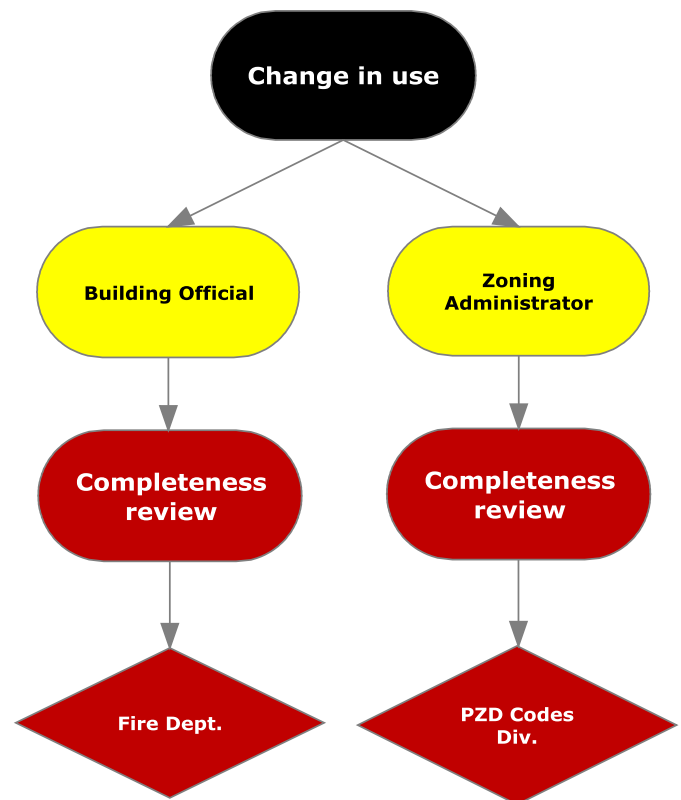 Change in use
Building Official
Zoning
Administrator
Completeness
review
Completeness
review
Fire Dept.
PZD Codes
Div.